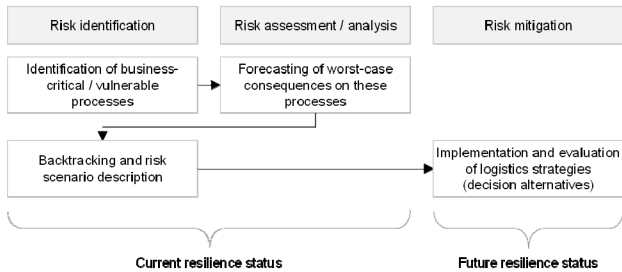 Risk identification
Risk assessment / analysis
Risk mitigation
Identification of business-
critical / vulnerable
processes
Forecasting of worst-case
consequences on these
processes
Backtracking and risk
scenario description
Implementation and evaluation
of logistics strategies
(decision alternatives)
Current resilience status
Future resilience status